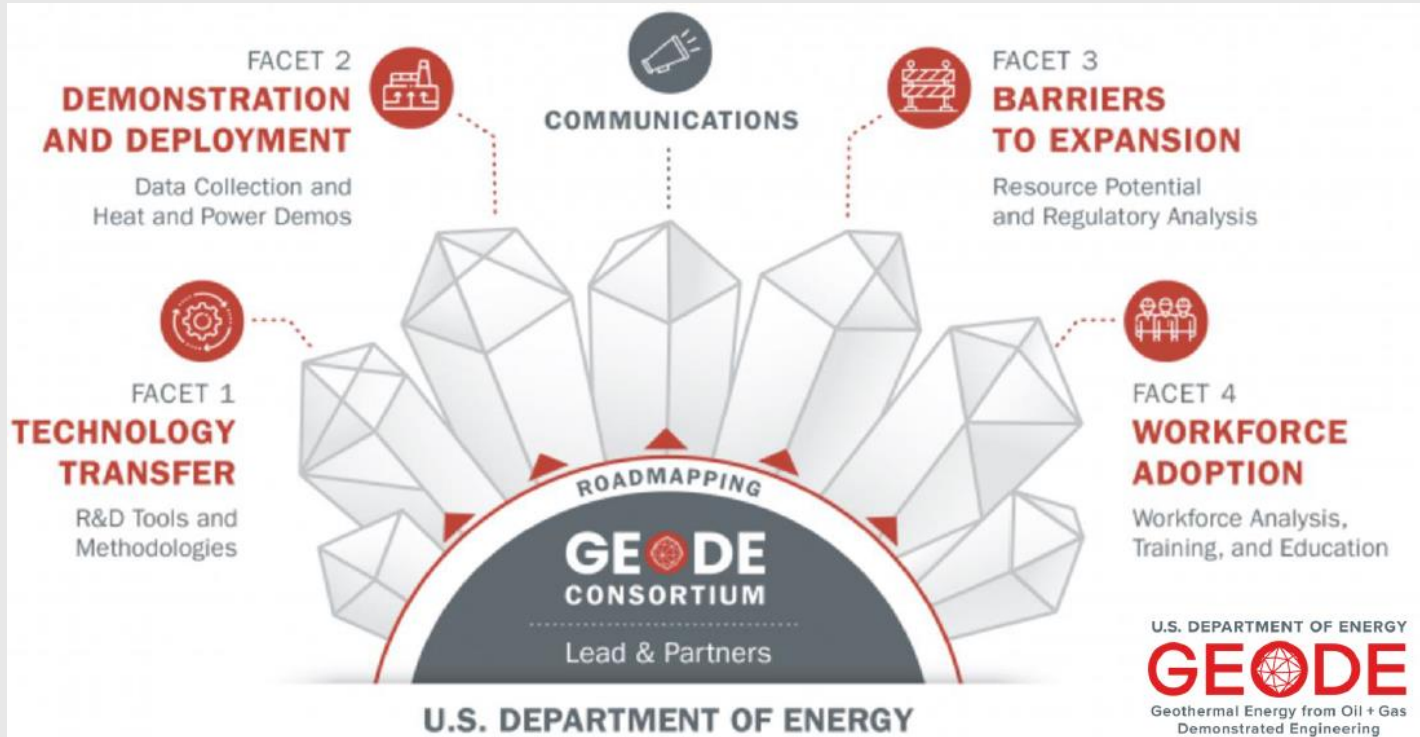 FACET 2
DEMONSTRATION
AND DEPLOYMENT
Data Collection and
Heat and Power Demos
COMMUNICATIONS
FACET 3
BARRIERS
TO EXPANSION
Resource Potential
and Regulatory Analysis
FACET 1
TECHNOLOGY
TRANSFER
R&D Tools and
Methodologies
FACET 4
WORKFORCE
ADOPTION
Workforce Analysis,
Training, and Education
ROADMAPPING
GEODE
CONSORTIUM
Lead & Partners
U.S. DEPARTMENT OF ENERGY
U.S. DEPARTMENT OF ENERGY
GEODE
Geothermal Energy from Oil + Gas
Demonstrated Engineering